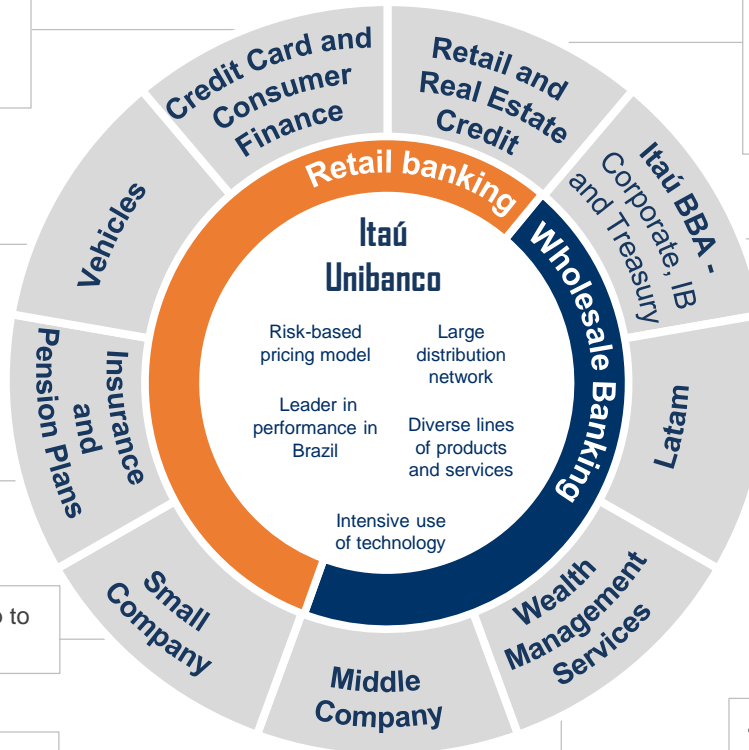 Credit Card and
Consumer
Finance
Retail and
Real Estate
Credit
Itaú BBA -
Corporate, IB
and Treasury
Latam
Wealth
Management
Services
Middle
Company
Small
Company
Insurance
and
Pension Plans
Vehicles
Retail banking
Wholesale Banking
Itaú
Unibanco
Risk-based
pricing model
Large
distribution
network
Leader in
performance in
Brazil
Diverse lines
of products
and services
Intensive use
of technology
to